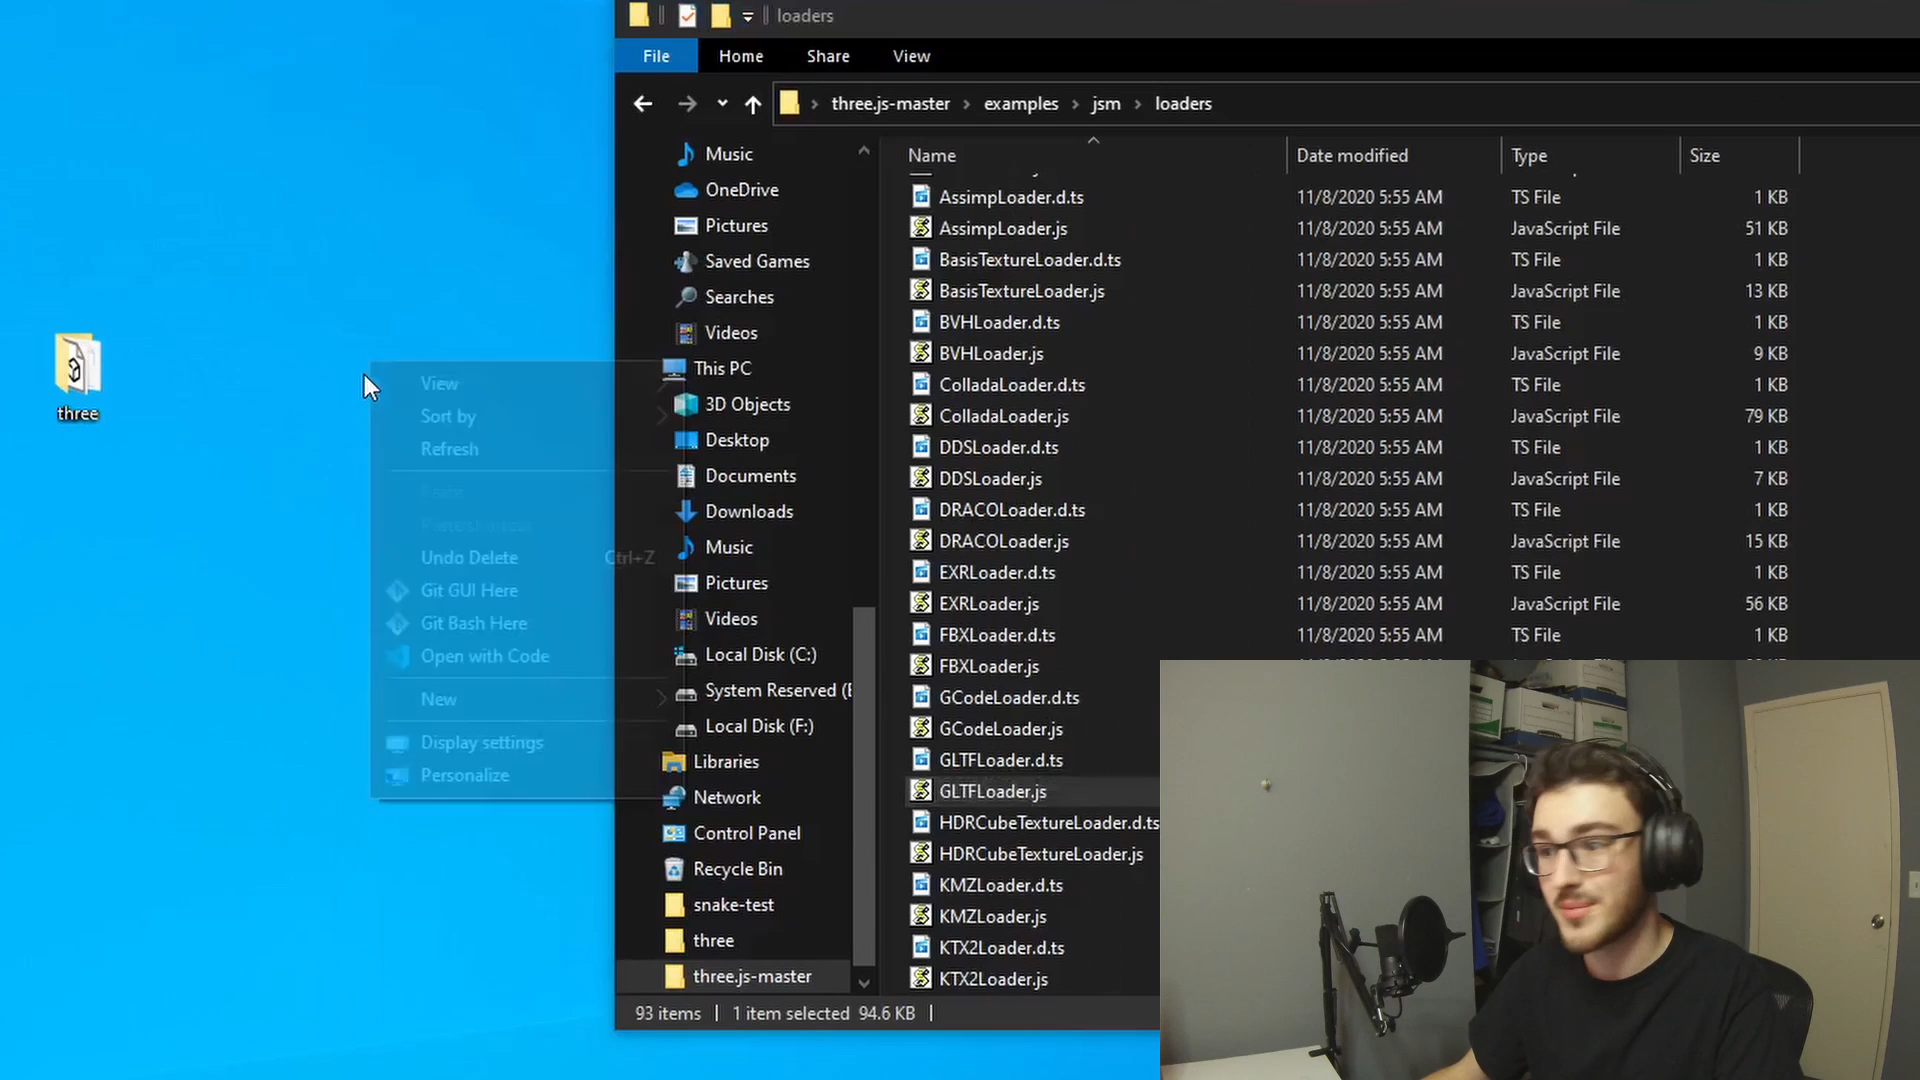 loaders
File Home Share View
three.js-master examples jsm loaders
Name Date modified Type Size
Music
OneDrive
Pictures
Saved Games
Searches
Videos
This PC
3D Objects
Desktop
Documents
Downloads
Music
Pictures
Videos
Local Disk (C:)
System Reserved (E
Local Disk (F:)
Libraries
Network
Control Panel
Recycle Bin
snake-test
three
three.js-master
AssimpLoader.d.ts 11/8/2020 5:55 AM TS File 1 KB
AssimpLoader.js 11/8/2020 5:55 AM JavaScript File 51 KB
BasisTextureLoader.d.ts 11/8/2020 5:55 AM TS File 1 KB
BasisTextureLoader.js 11/8/2020 5:55 AM JavaScript File 13 KB
BVHLoader.d.ts 11/8/2020 5:55 AM TS File 1 KB
BVHLoader.js 11/8/2020 5:55 AM JavaScript File 9 KB
ColladaLoader.d.ts 11/8/2020 5:55 AM TS File 1 KB
ColladaLoader.js 11/8/2020 5:55 AM JavaScript File 79 KB
DDSLoader.d.ts 11/8/2020 5:55 AM TS File 1 KB
DDSLoader.js 11/8/2020 5:55 AM JavaScript File 7 KB
DRACOLoader.d.ts 11/8/2020 5:55 AM TS File 1 KB
DRACOLoader.js 11/8/2020 5:55 AM JavaScript File 15 KB
EXRLoader.d.ts 11/8/2020 5:55 AM TS File 1 KB
EXRLoader.js 11/8/2020 5:55 AM JavaScript File 56 KB
FBXLoader.d.ts 11/8/2020 5:55 AM TS File 1 KB
FBXLoader.js
GCodeLoader.d.ts
GCodeLoader.js
GLTFLoader.d.ts
GLTFLoader.js
HDRCubeTextureLoader.d.ts
HDRCubeTextureLoader.js
KMZLoader.d.ts
KMZLoader.js
KTX2Loader.d.ts
KTX2Loader.js
93 items 1 item selected 94.6 KB
three
View
Sort by
Refresh
Undo Delete Ctrl+Z
Git GUI Here
Git Bash Here
Open with Code
New
Display settings
Personalize